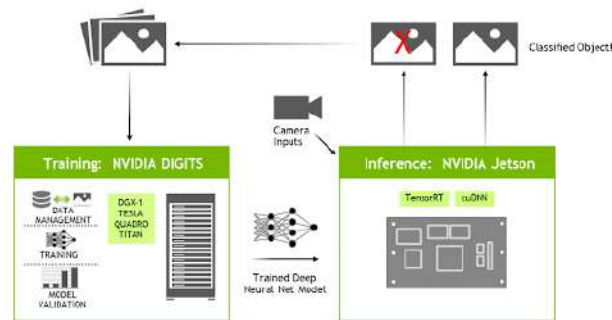 Classified Object!
Camera
Inputs
Training: NVIDIA DIGITS
DATA
MANAGEMENT
TRAINING
MODEL
VALIDATION
DGX-1
TESLA
QUADRO
TITAN
Trained Deep
Neural Net Model
Inference: NVIDIA Jetson
TensorRT
cuDNN